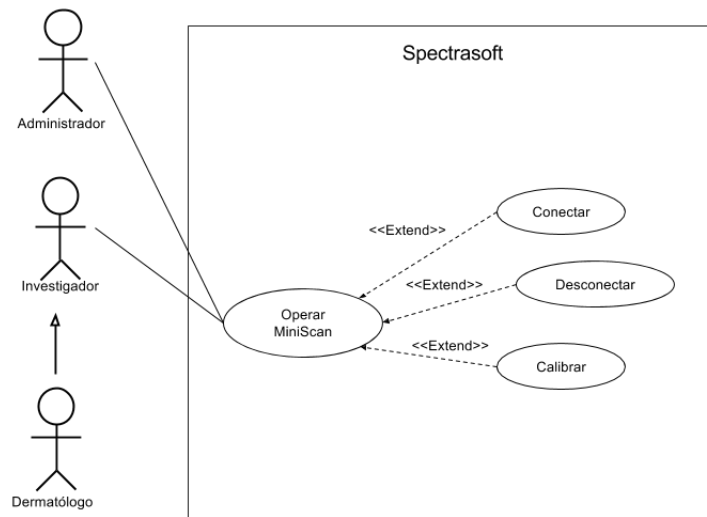 Spectrasoft
Administrador
Investigador
Dermatólogo
Operar
MiniScan
<<Extend>>
Conectar
<<Extend>>
Desconectar
<<Extend>>
Calibrar